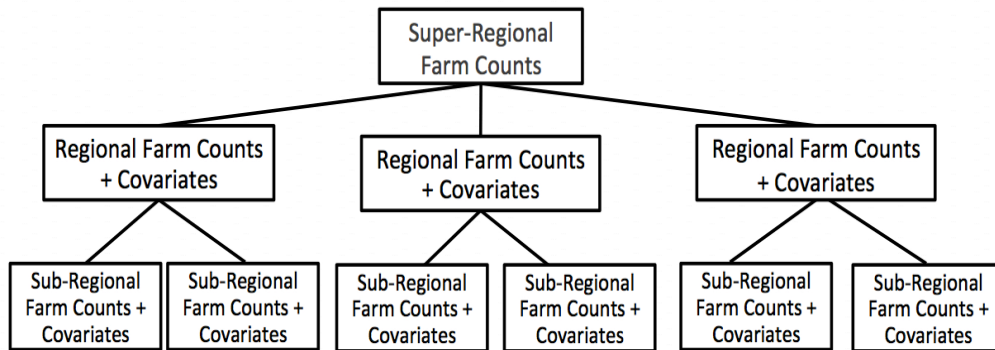 Super-Regional
Farm Counts
Regional Farm Counts
+ Covariates
Regional Farm Counts
+ Covariates
Regional Farm Counts
+ Covariates
Sub-Regional
Farm Counts +
Covariates
Sub-Regional
Farm Counts +
Covariates
Sub-Regional
Farm Counts +
Covariates
Sub-Regional
Farm Counts +
Covariates
Sub-Regional
Farm Counts +
Covariates
Sub-Regional
Farm Counts +
Covariates